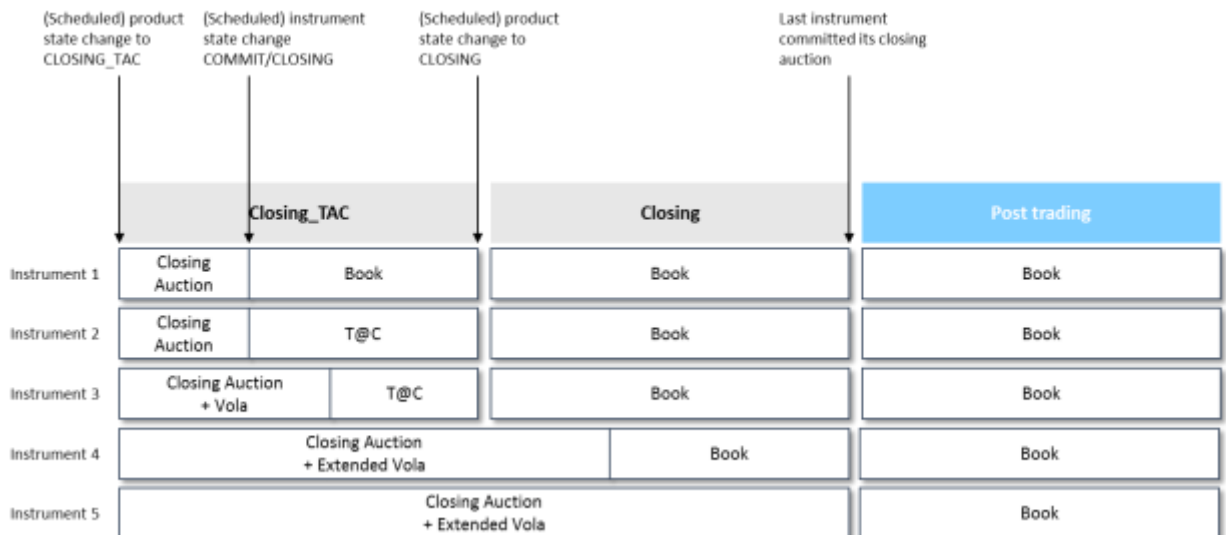 (Scheduled) product
state change to
CLOSING_TAC
(Scheduled) instrument
state change
COMMIT/CLOSING
(Scheduled) product
state change to
CLOSING
Last instrument
committed its closing
auction
Closing_TAC
Closing
Post trading
Instrument 1
Closing
Auction
Book
Book
Book
Instrument 2
Closing
Auction
T@C
Book
Book
Instrument 3
Closing Auction
+ Vola
T@C
Book
Book
Instrument 4
Closing Auction
+ Extended Vola
Book
Book
Instrument 5
Closing Auction
+ Extended Vola
Book